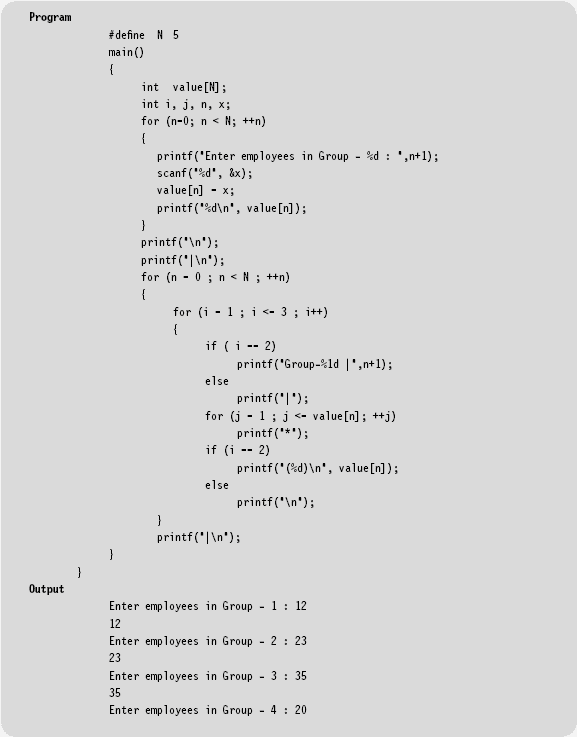 Program
#define N 5
main()
{
int value[N];
int i, j, n, x;
for (n=0; n < N; ++n)
{
printf("Enter employees in Group - %d : ",n+1);
scanf("%d", &x);
value[n] = x;
printf("%d\n", value[n]);
}
printf("\n");
printf("|\n");
for (n = 0 ; n < N ; ++n)
{
for (i = 1 ; i <= 3 ; i++)
{
if ( i == 2)
printf("Group-%1d |",n+1);
else
printf("|");
for (j = 1 ; j <= value[n]; ++j)
printf("*");
if (i == 2)
printf("(%d)\n", value[n]);
else
printf("\n");
}
printf("|\n");
}
}
Output
Enter employees in Group - 1 : 12
12
Enter employees in Group - 2 : 23
23
Enter employees in Group - 3 : 35
35
Enter employees in Group - 4 : 20